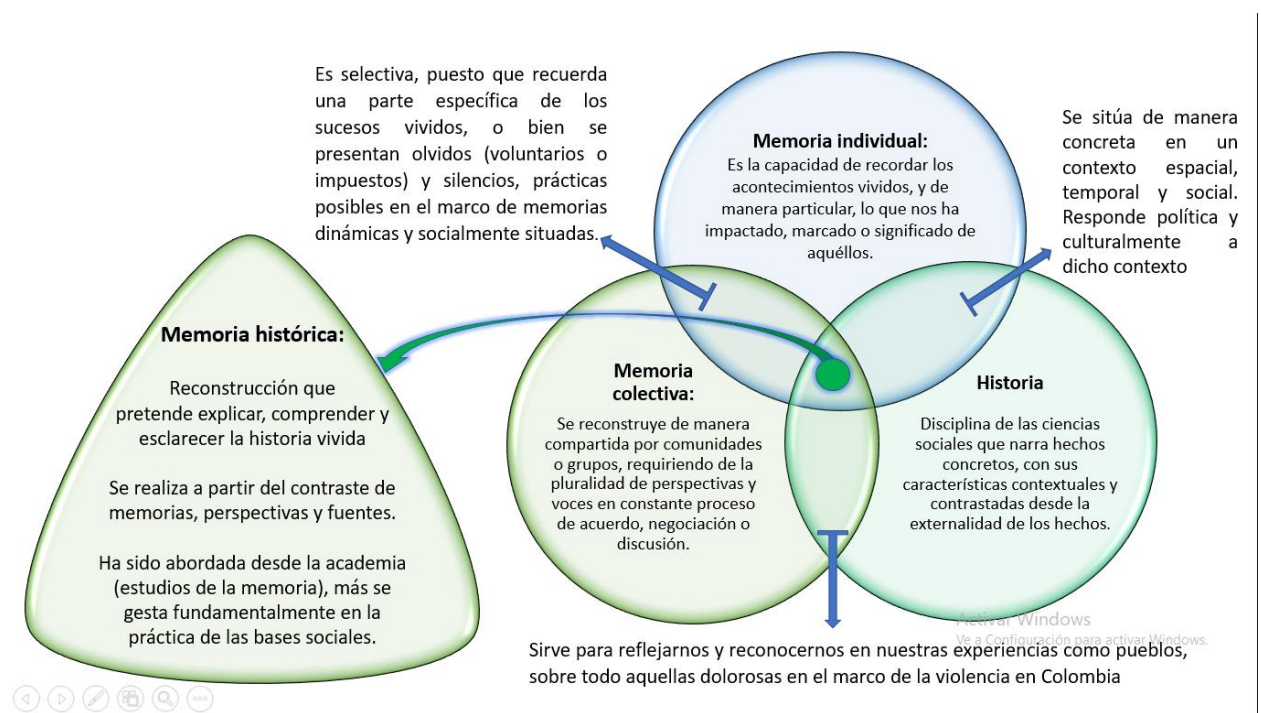 Es selectiva, puesto que recuerda
una parte específica de los
sucesos vividos, o bien se
presentan olvidos (voluntarios o
impuestos) y silencios, prácticas
posibles en el marco de memorias
dinámicas y socialmente situadas.
Memoria individual:
Es la capacidad de recordar los
acontecimientos vividos, y de
manera particular, lo que nos ha
impactado, marcado o significado de
aquéllos.
Se sitúa de manera
concreta en un
contexto espacial,
temporal y social.
Responde política y
culturalmente a
dicho contexto
Memoria histórica:
Reconstrucción que
pretende explicar, comprender y
esclarecer la historia vivida
Se realiza a partir del contraste de
memorias, perspectivas y fuentes.
Ha sido abordada desde la academia
(estudios de la memoria), más se
gesta fundamentalmente en la
práctica de las bases sociales.
Memoria
colectiva:
Se reconstruye de manera
compartida por comunidades
o grupos, requiriendo de la
pluralidad de perspectivas y
voces en constante proceso
de acuerdo, negociación o
discusión.
Historia
Disciplina de las ciencias
sociales que narra hechos
concretos, con sus
características contextuales y
contrastadas desde la
externalidad de los hechos.
Activar Windows
Ve a Configuración para activar Windows.
Sirve para reflejarnos y reconocernos en nuestras experiencias como pueblos,
sobre todo aquellas dolorosas en el marco de la violencia en Colombia